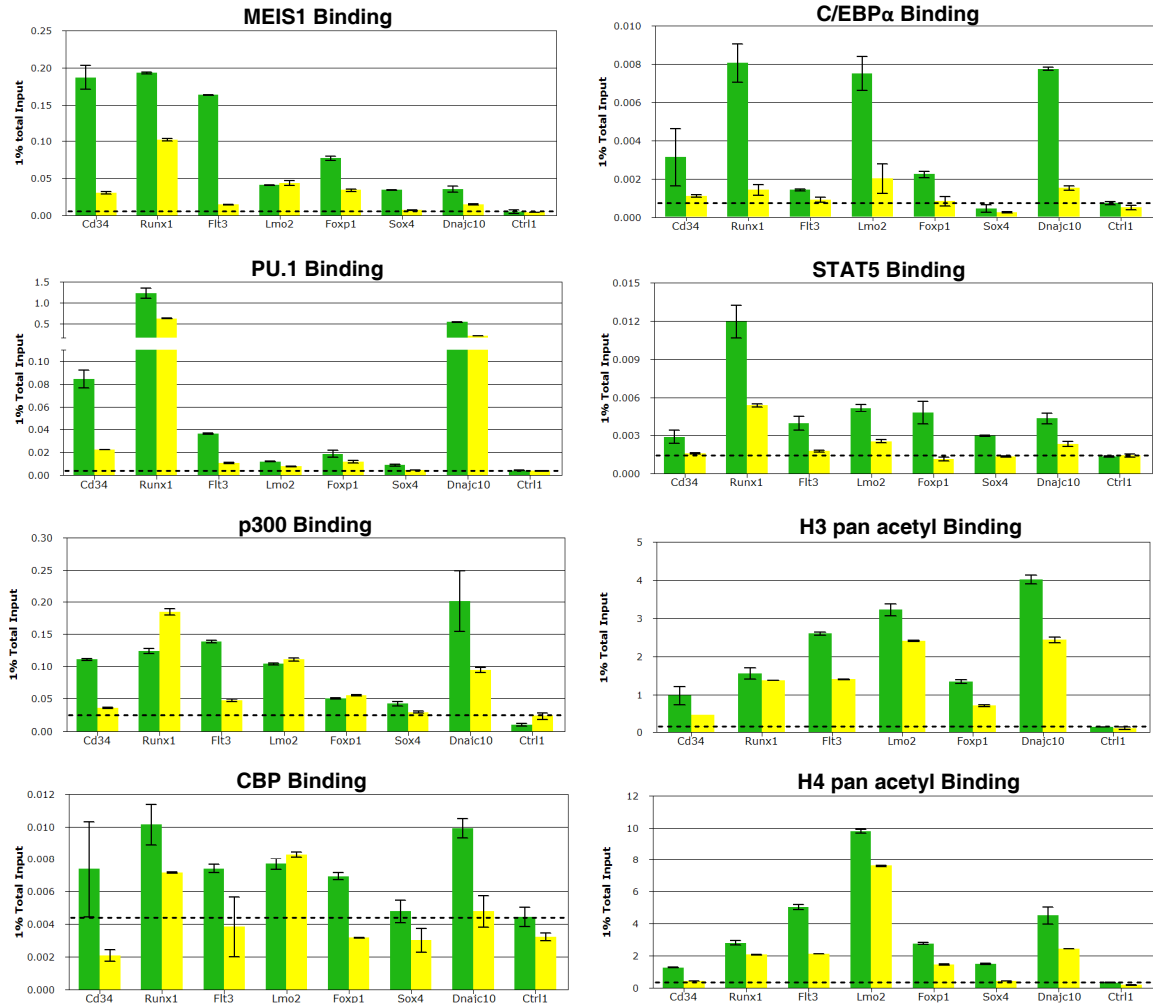 MEIS1 Binding
1% total Input
0.25
0.20
0.15
0.10
0.05
0.00
Cd34 Runx1 Flt3 Lmo2 Foxp1 Sox4 Dnajc10 Ctrl1
C/EBPα Binding
1% Total Input
0.010
0.008
0.006
0.004
0.002
0.000
Cd34 Runx1 Flt3 Lmo2 Foxp1 Sox4 Dnajc10 Ctrl1
PU.1 Binding
1% Total Input
1.5
1.0
0.5
0.10
0.08
0.06
0.04
0.02
0.00
Cd34 Runx1 Flt3 Lmo2 Foxp1 Sox4 Dnajc10 Ctrl1
STAT5 Binding
1% Total Input
0.015
0.012
0.009
0.006
0.003
0.000
Cd34 Runx1 Flt3 Lmo2 Foxp1 Sox4 Dnajc10 Ctrl1
p300 Binding
1% Total Input
0.30
0.25
0.20
0.15
0.10
0.05
0.00
Cd34 Runx1 Flt3 Lmo2 Foxp1 Sox4 Dnajc10 Ctrl1
H3 pan acetyl Binding
1% Total Input
5
4
3
2
1
0
Cd34 Runx1 Flt3 Lmo2 Foxp1 Dnajc10 Ctrl1
CBP Binding
1% Total Input
0.012
0.010
0.008
0.006
0.004
0.002
0.000
Cd34 Runx1 Flt3 Lmo2 Foxp1 Sox4 Dnajc10 Ctrl1
H4 pan acetyl Binding
1% Total Input
12
10
8
6
4
2
0
Cd34 Runx1 Flt3 Lmo2 Foxp1 Sox4 Dnajc10 Ctrl1